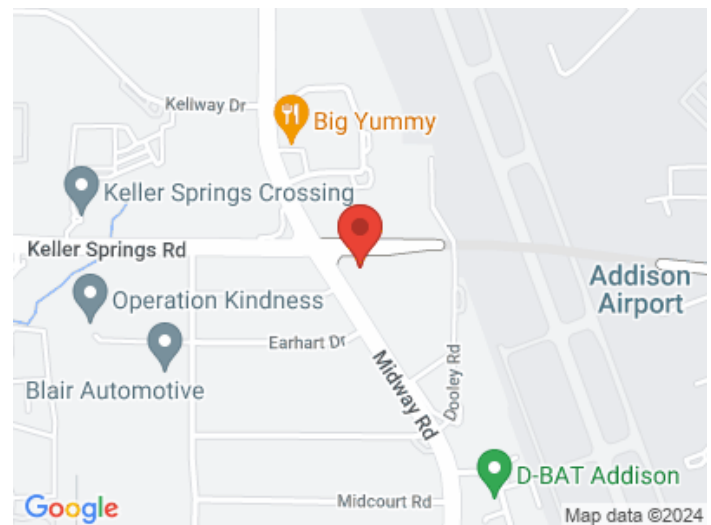 Kellway Dr
Big Yummy
Keller Springs Crossing
Keller Springs Rd
Addison
Airport
Operation Kindness
Earhart Dr
Blair Automotive
Midway Rd
Dooley Rd
D-BAT Addison
Midcourt Rd
Google
Map data ©2024